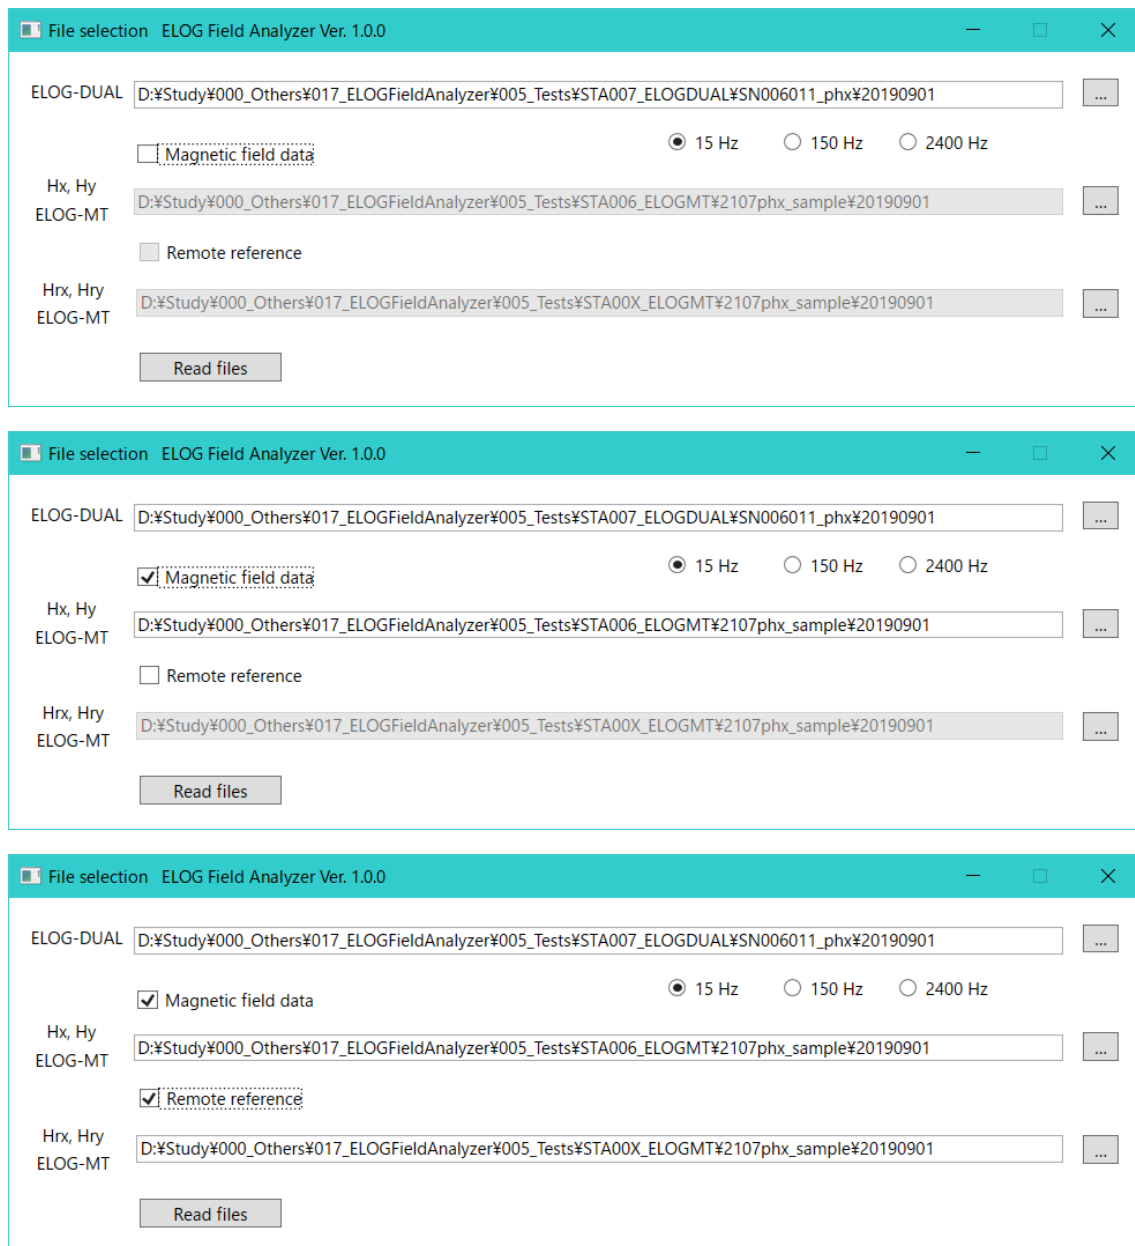 File selection   ELOG Field Analyzer Ver. 1.0.0
ELOG-DUAL D:¥Study¥000_Others¥017_ELOGFieldAnalyzer¥005_Tests¥STA007_ELOGDUAL¥SN006011_phx¥20190901 ...
Magnetic field data 15 Hz 150 Hz 2400 Hz
Hx, Hy
ELOG-MT D:¥Study¥000_Others¥017_ELOGFieldAnalyzer¥005_Tests¥STA006_ELOGMT¥2107phx_sample¥20190901 ...
Remote reference
Hrx, Hry
ELOG-MT D:¥Study¥000_Others¥017_ELOGFieldAnalyzer¥005_Tests¥STA00X_ELOGMT¥2107phx_sample¥20190901 ...
Read files
File selection   ELOG Field Analyzer Ver. 1.0.0
ELOG-DUAL D:¥Study¥000_Others¥017_ELOGFieldAnalyzer¥005_Tests¥STA007_ELOGDUAL¥SN006011_phx¥20190901 ...
Magnetic field data 15 Hz 150 Hz 2400 Hz
Hx, Hy
ELOG-MT D:¥Study¥000_Others¥017_ELOGFieldAnalyzer¥005_Tests¥STA006_ELOGMT¥2107phx_sample¥20190901 ...
Remote reference
Hrx, Hry
ELOG-MT D:¥Study¥000_Others¥017_ELOGFieldAnalyzer¥005_Tests¥STA00X_ELOGMT¥2107phx_sample¥20190901 ...
Read files
File selection   ELOG Field Analyzer Ver. 1.0.0
ELOG-DUAL D:¥Study¥000_Others¥017_ELOGFieldAnalyzer¥005_Tests¥STA007_ELOGDUAL¥SN006011_phx¥20190901 ...
Magnetic field data 15 Hz 150 Hz 2400 Hz
Hx, Hy
ELOG-MT D:¥Study¥000_Others¥017_ELOGFieldAnalyzer¥005_Tests¥STA006_ELOGMT¥2107phx_sample¥20190901 ...
Remote reference
Hrx, Hry
ELOG-MT D:¥Study¥000_Others¥017_ELOGFieldAnalyzer¥005_Tests¥STA00X_ELOGMT¥2107phx_sample¥20190901 ...
Read files